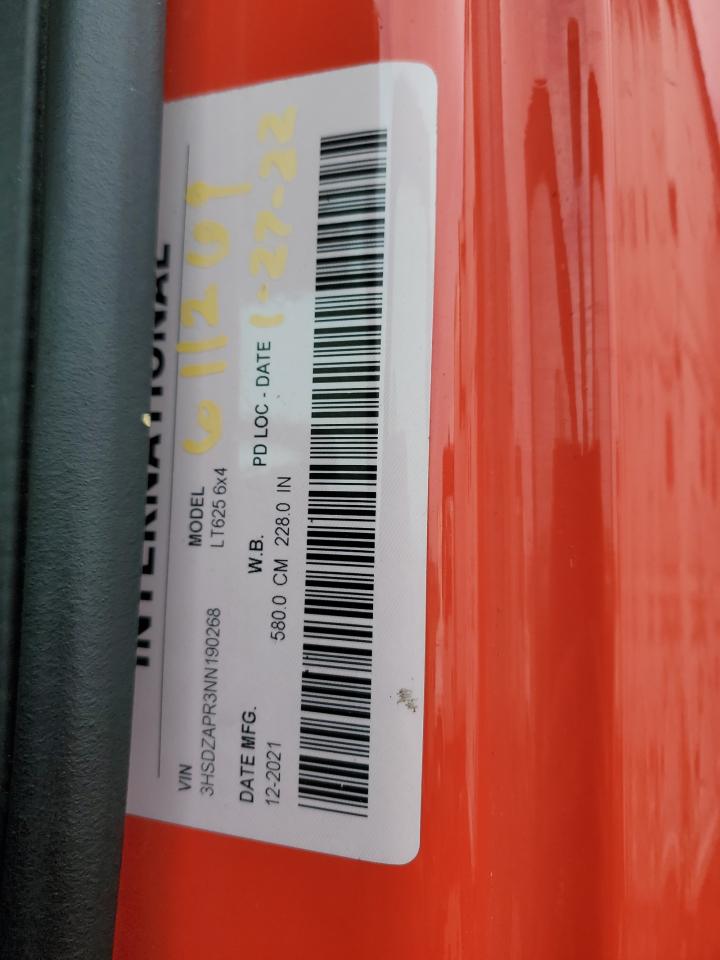 INTERNATIONAL
VIN
3HSDZAPR3NN190268
MODEL
LT625 6x4
DATE MFG.
12-2021
W.B.
580.0 CM 228.0 IN
PD LOC - DATE
1-27-22